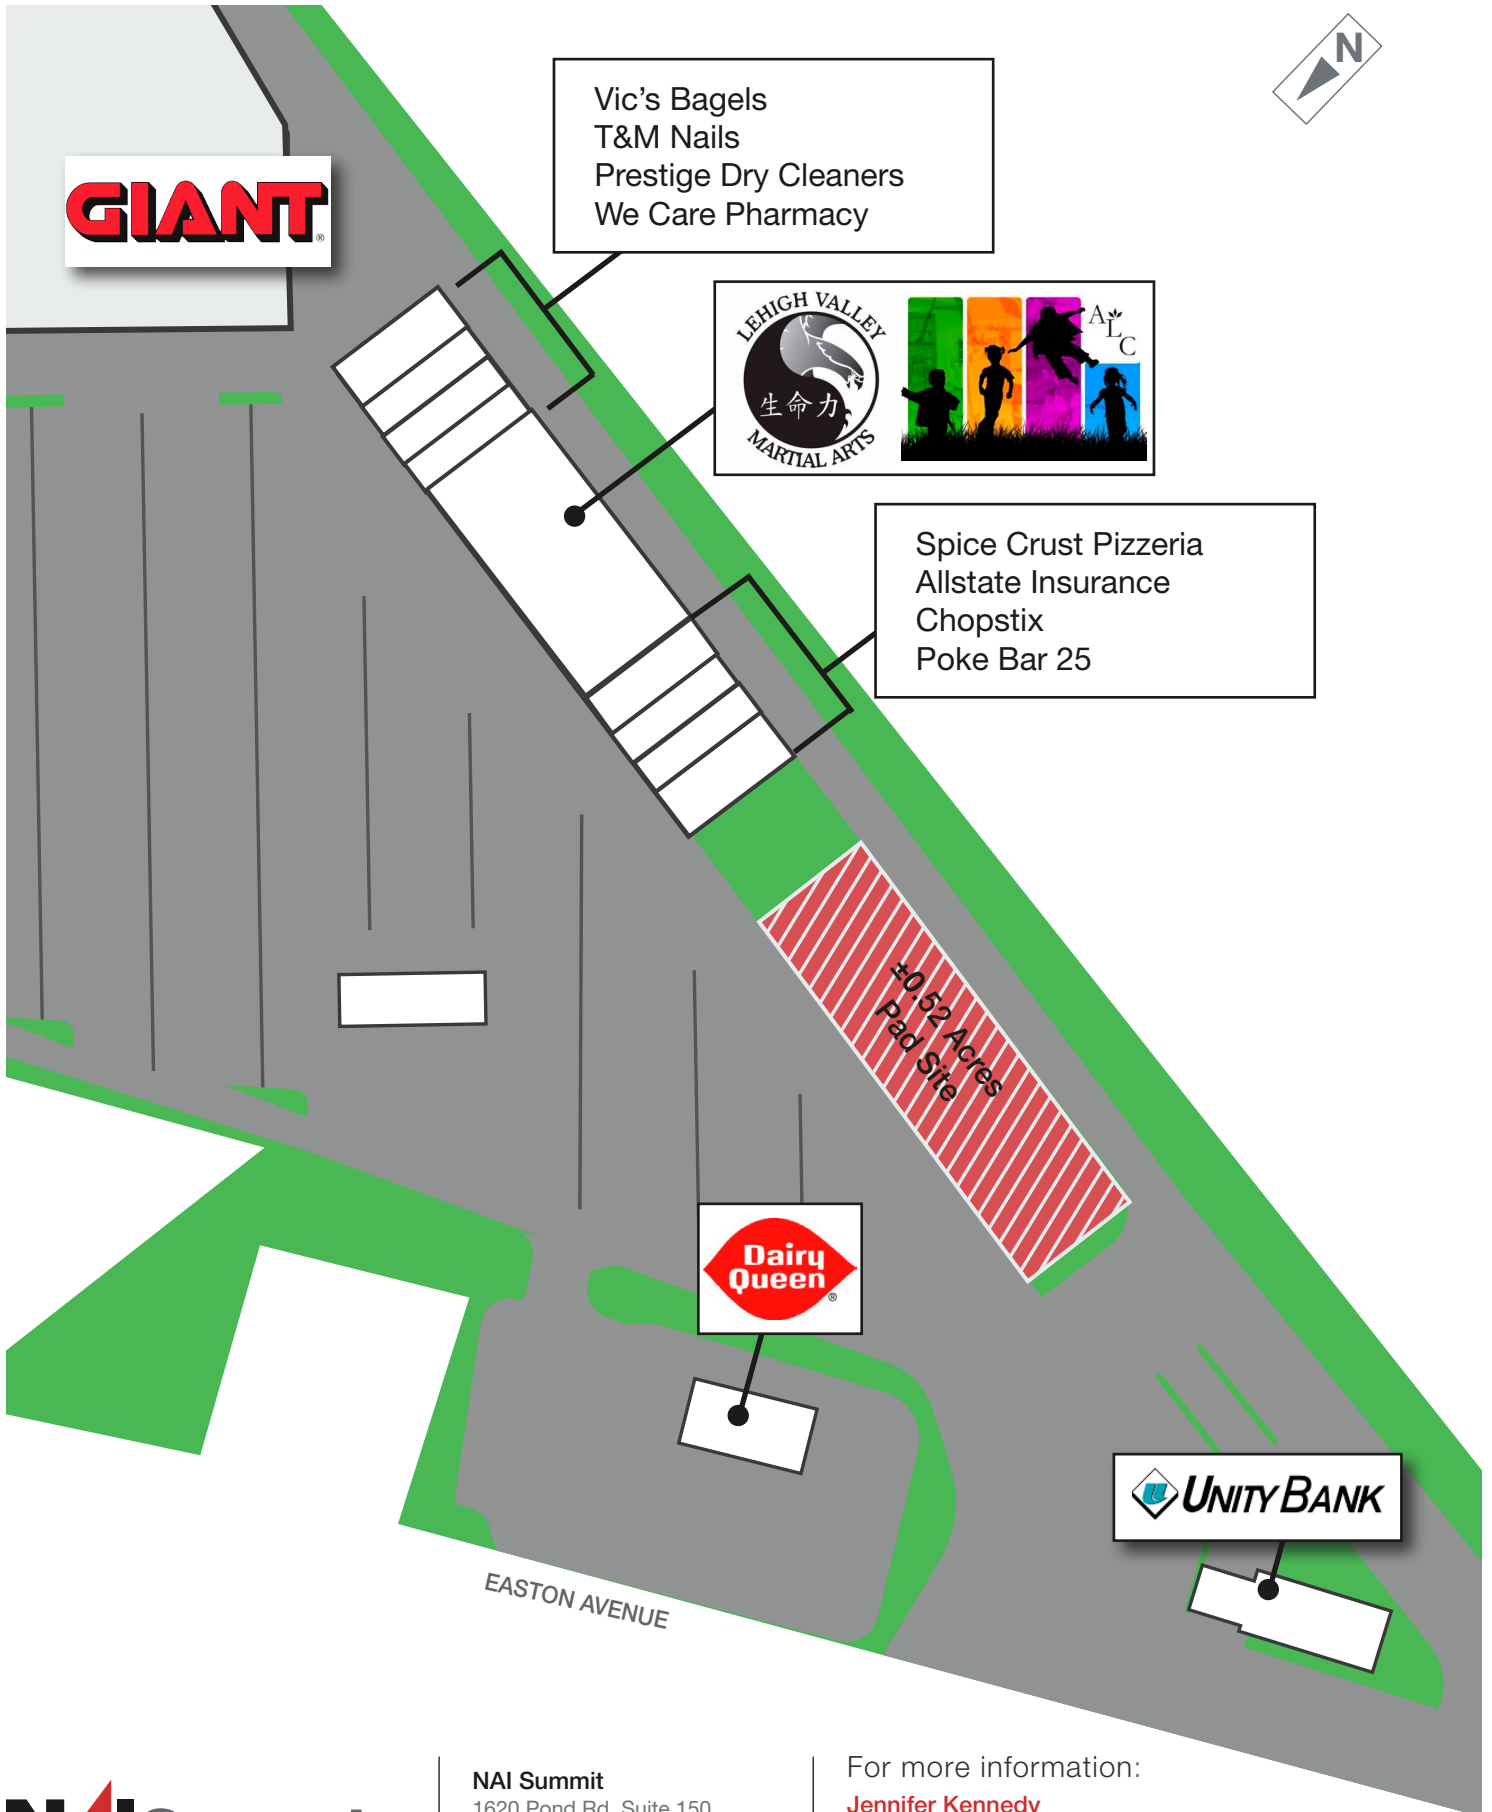 N
Vic's Bagels
T&M Nails
Prestige Dry Cleaners
We Care Pharmacy
GIANT®
LEHIGH VALLEY
生命力
MARTIAL ARTS
ALC
Spice Crust Pizzeria
Allstate Insurance
Chopstix
Poke Bar 25
±0.52 Acres
Pad Site
Dairy
Queen®
UNITY BANK
EASTON AVENUE
NAI
NAI Summit
1620 Pond Rd, Suite 150
For more information:
Jennifer Kennedy